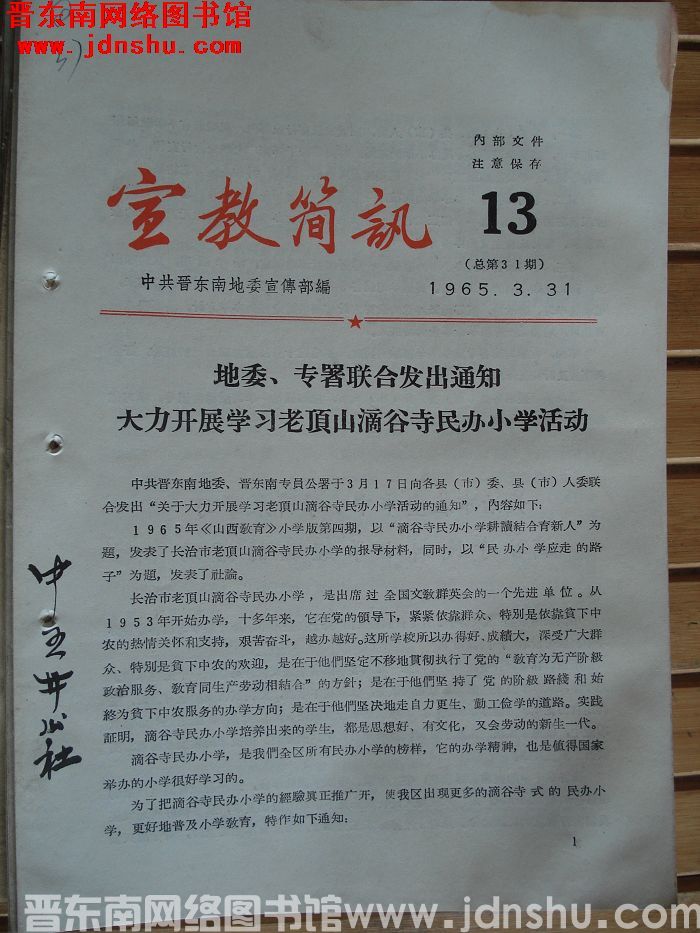 晋东南网络图书馆
www.jdnshu.com
內部文件
注意保存
宣教简訊
13
(总第31期)
中共晋东南地委宣傳部編
1965.3.31
地委、专署联合发出通知
大力开展学习老頂山滴谷寺民办小学活动
中共晋东南地委、晋东南专員公署于3月17日向各县(市)委、县(市)人委联
合发出“关于大力开展学习老頂山滴谷寺民办小学活动的通知”，內容如下:
1965年《山西敎育》小学版第四期，以“滴谷寺民办小学耕讀結合育新人”为
題，发表了长治市老頂山滴谷寺民办小学的报导材料，同时，以“民办小学应走的路
子”为題，发表了社論。
长治市老頂山滴谷寺民办小学，是出席过全国文敎群英会的一个先进单位。从
1953年开始办学，十多年来，它在党的領导下，紧紧依靠群众、特別是依靠貧下中
农的热情关怀和支持，艰苦奋斗，越办越好。这所学校所以办得好、成績大，深受广大群
众、特別是貧下中农的欢迎，是在于他們坚定不移地貫彻执行了党的“敎育为无产阶級
政治服务、敎育同生产劳动相結合”的方針；是在于他們坚持了党的阶級路綫和始
終为貧下中农服务的办学方向；是在于他們坚决地走自力更生、勤工俭学的道路。实践
証明，滴谷寺民办小学培养出来的学生，都是思想好、有文化，又会劳动的新生一代。
滴谷寺民办小学，是我們全区所有民办小学的榜样，它的办学精神，也是值得国家
举办的小学很好学习的。
为了把滴谷寺民办小学的經驗眞正推广开，使我区出现更多的滴谷寺式的民办小
学，更好地普及小学敎育，特作如下通知:
1
中五井公社
晋东南网络图书馆 www.jdnshu.com